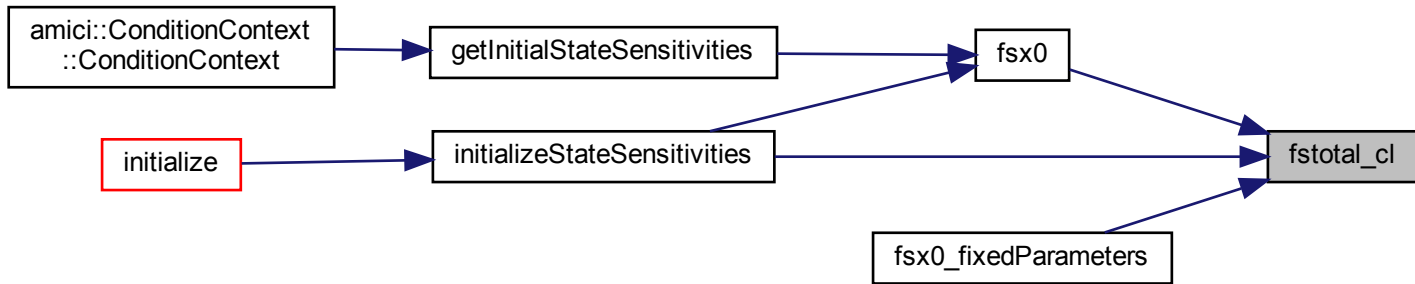 amici::ConditionContext
::ConditionContext
getInitialStateSensitivities
fsx0
initialize
initializeStateSensitivities
fstotal_cl
fsx0_fixedParameters